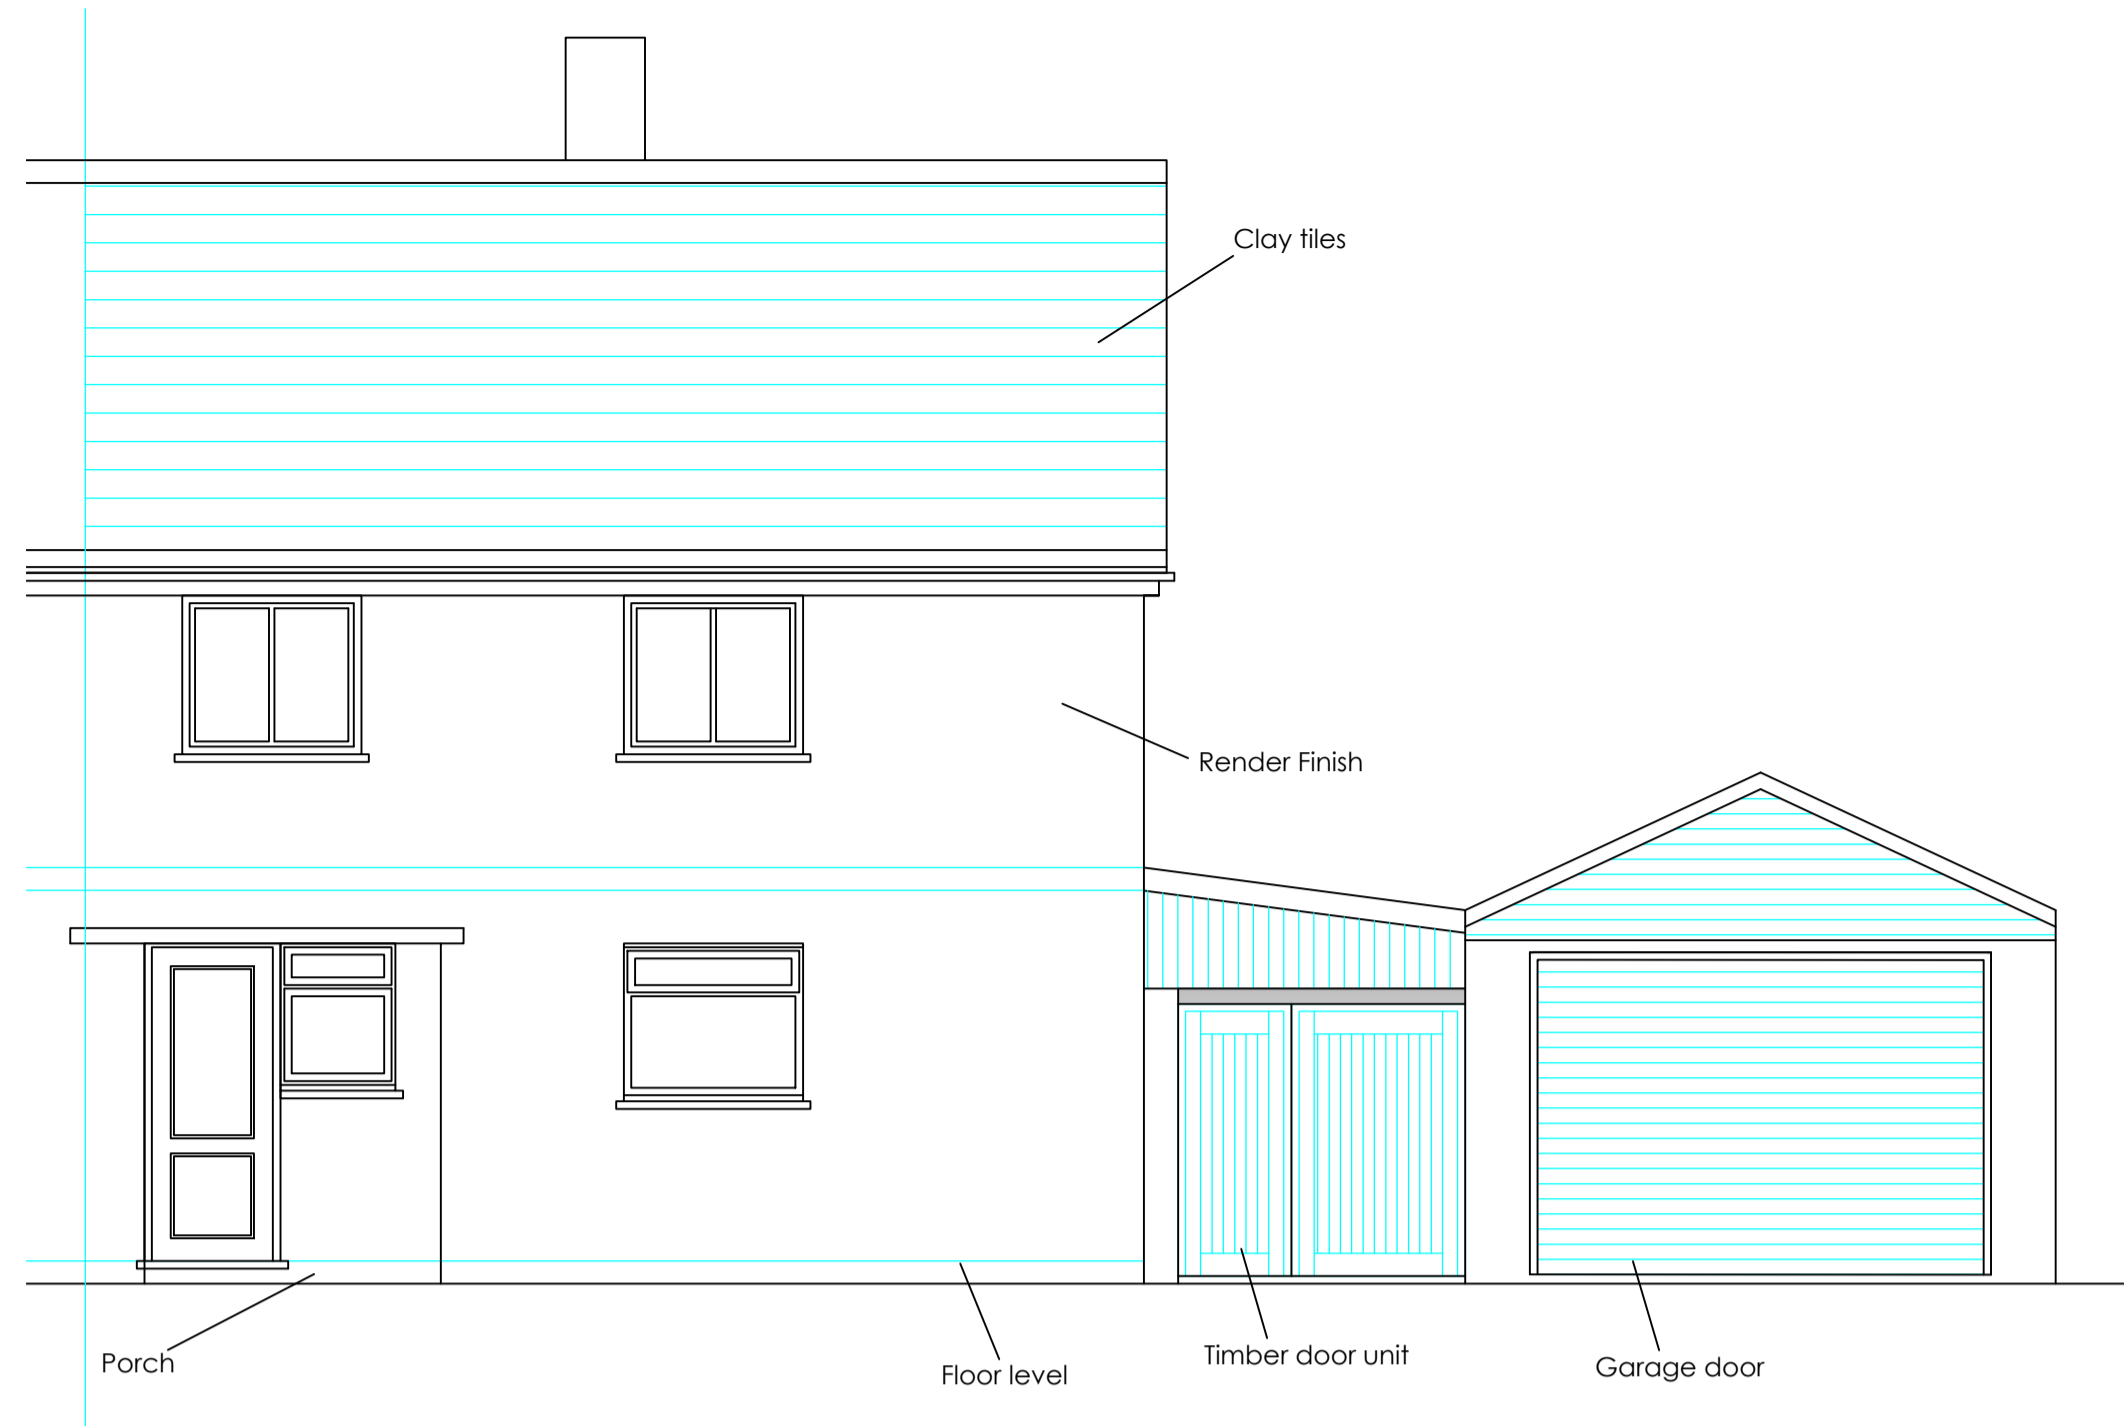 Clay tiles
Render Finish
Porch
Floor level
Timber door unit
Garage door